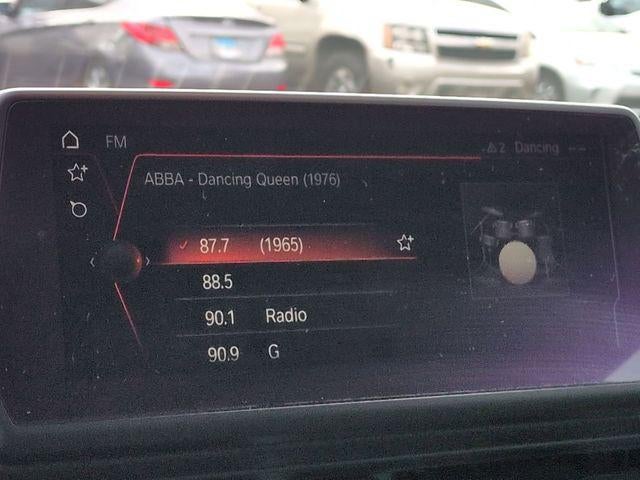 FM
2 Dancing --
ABBA - Dancing Queen (1976)
87.7 (1965)
88.5
90.1 Radio
90.9 G